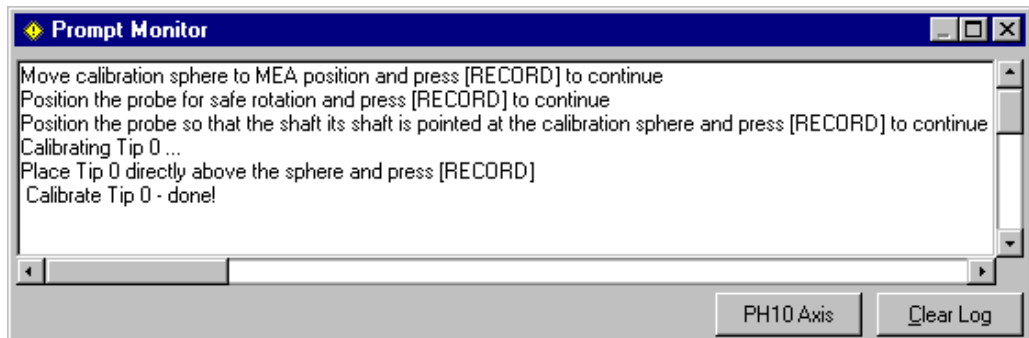 Prompt Monitor
Move calibration sphere to MEA position and press [RECORD] to continue
Position the probe for safe rotation and press [RECORD] to continue
Position the probe so that the shaft its shaft is pointed at the calibration sphere and press [RECORD] to continue
Calibrating Tip 0 ...
Place Tip 0 directly above the sphere and press [RECORD]
Calibrate Tip 0 - done!
PH10 Axis Clear Log